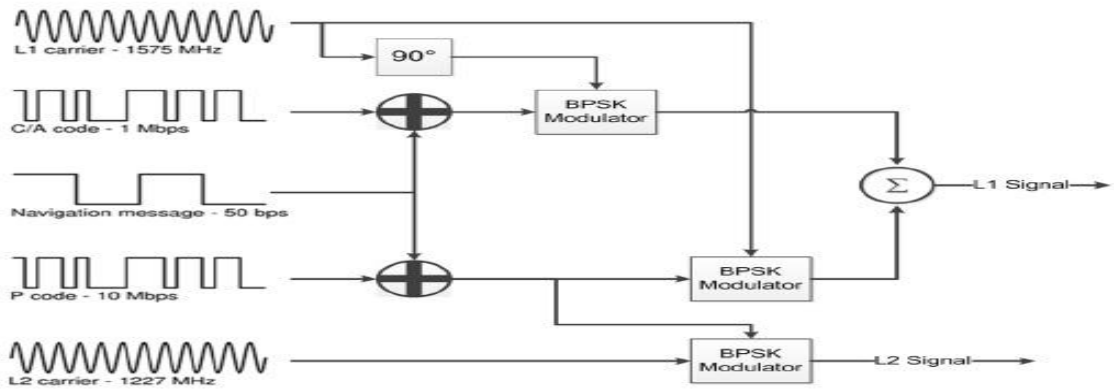 L1 carrier - 1575 MHz
90°
BPSK
Modulator
C/A code - 1 Mbps
Σ
L1 Signal
Navigation message - 50 bps
BPSK
Modulator
P code - 10 Mbps
BPSK
Modulator
L2 Signal
L2 carrier - 1227 MHz